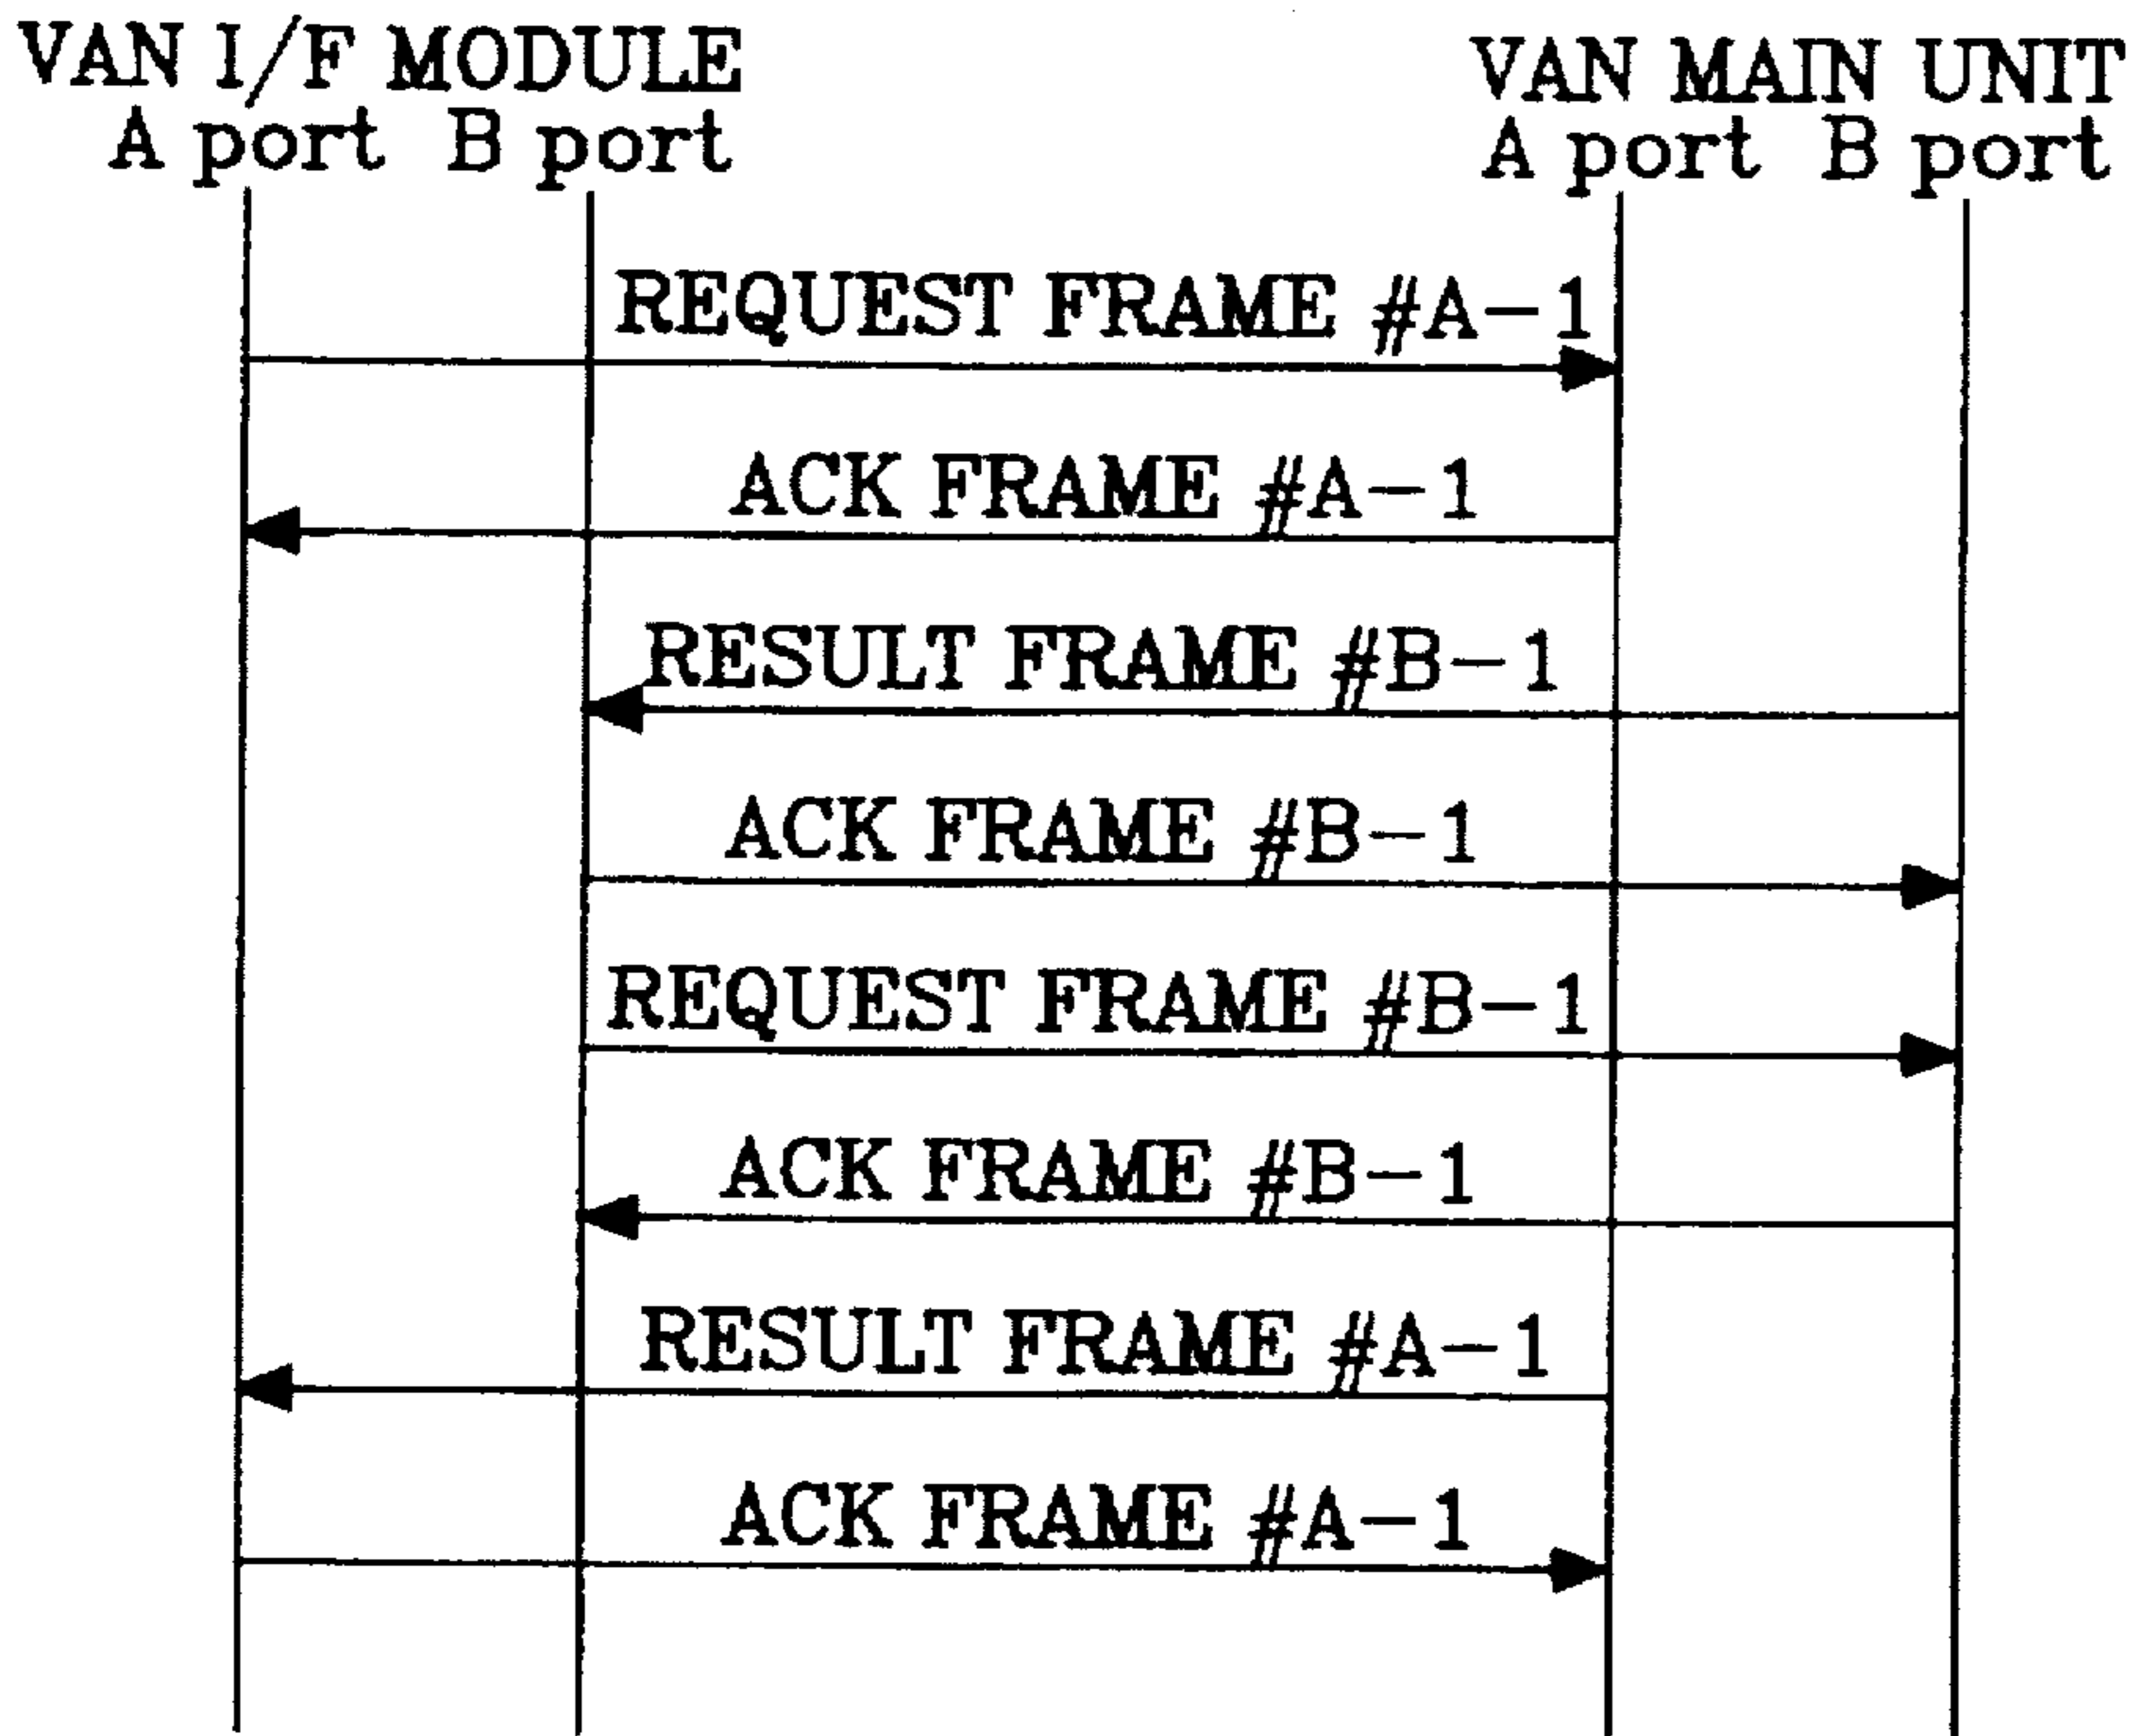 VAN I/F MODULE
A port B port
VAN MAIN UNIT
A port B port
REQUEST FRAME #A-1
ACK FRAME #A-1
RESULT FRAME #B-1
ACK FRAME #B-1
REQUEST FRAME #B-1
ACK FRAME #B-1
RESULT FRAME #A-1
ACK FRAME #A-1